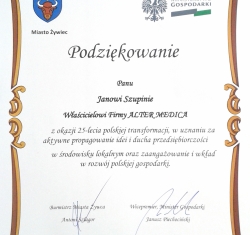 GOSPODARKI
Miasto Żywiec
Podziękowanie
Panu
Janowi Szupinie
Właścicielowi Firmy ALTER MEDICA
z okazji 25-lecia polskiej transformacji, w uznaniu za
aktywne propagowanie idei i ducha przedsiębiorczości
w środowisku lokalnym oraz zaangażowanie i wkład
w rozwój polskiej gospodarki.
Burmistrz Miasta Żywca Wicepremier, Minister Gospodarki
Antoni Szlagor Janusz Piechociński